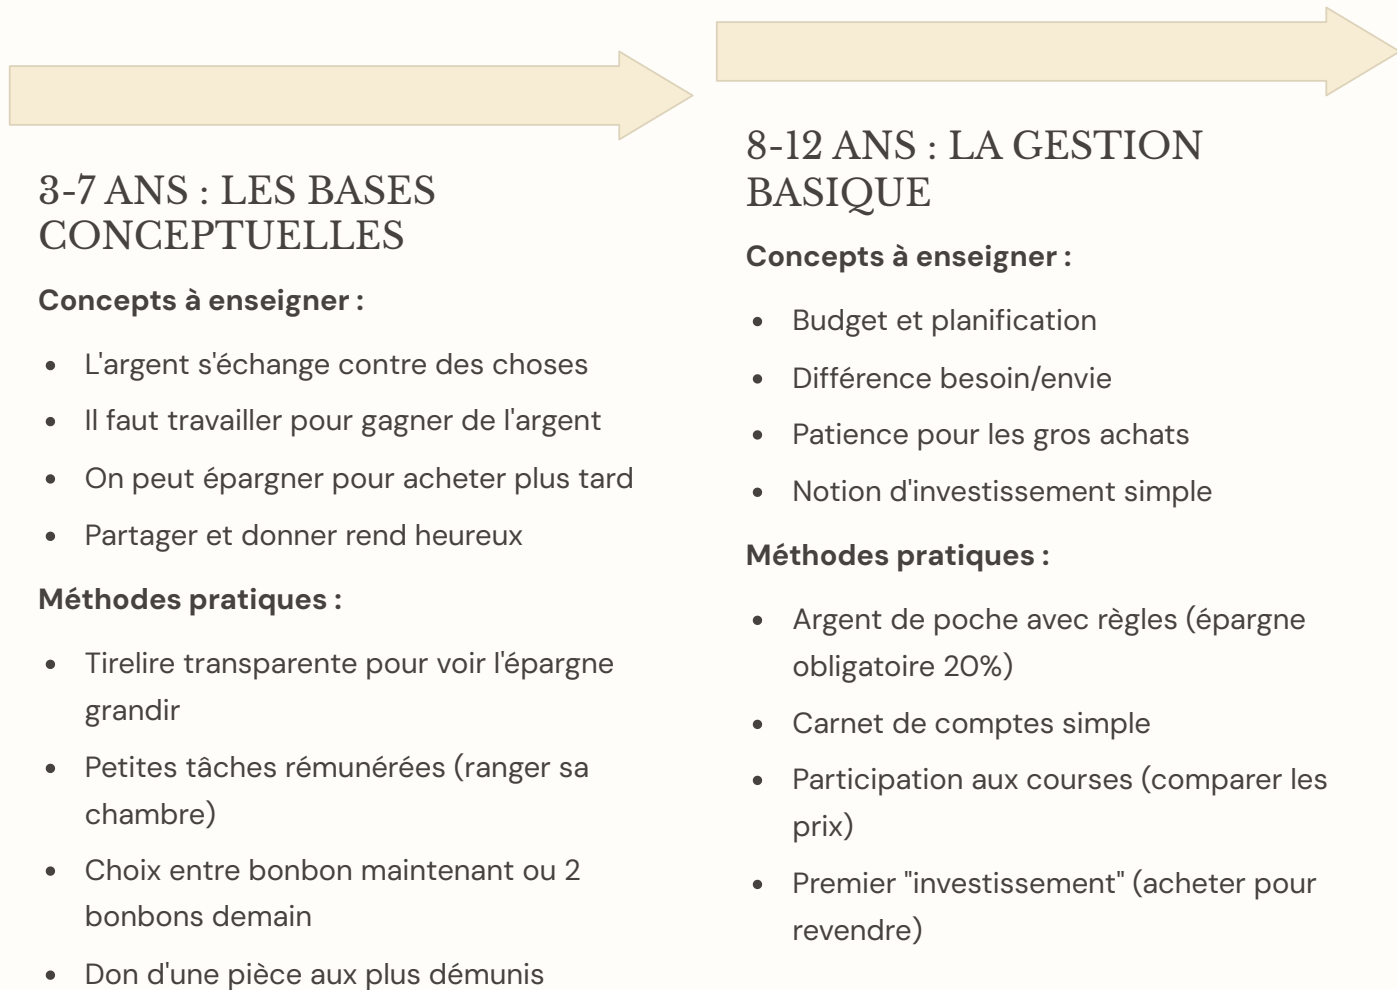 3-7 ANS : LES BASES
CONCEPTUELLES
Concepts à enseigner :
• L'argent s'échange contre des choses
• Il faut travailler pour gagner de l'argent
• On peut épargner pour acheter plus tard
• Partager et donner rend heureux
Méthodes pratiques :
• Tirelire transparente pour voir l'épargne
grandir
• Petites tâches rémunérées (ranger sa
chambre)
• Choix entre bonbon maintenant ou 2
bonbons demain
• Don d'une pièce aux plus démunis
8-12 ANS : LA GESTION
BASIQUE
Concepts à enseigner :
• Budget et planification
• Différence besoin/envie
• Patience pour les gros achats
• Notion d'investissement simple
Méthodes pratiques :
• Argent de poche avec règles (épargne
obligatoire 20%)
• Carnet de comptes simple
• Participation aux courses (comparer les
prix)
• Premier "investissement" (acheter pour
revendre)